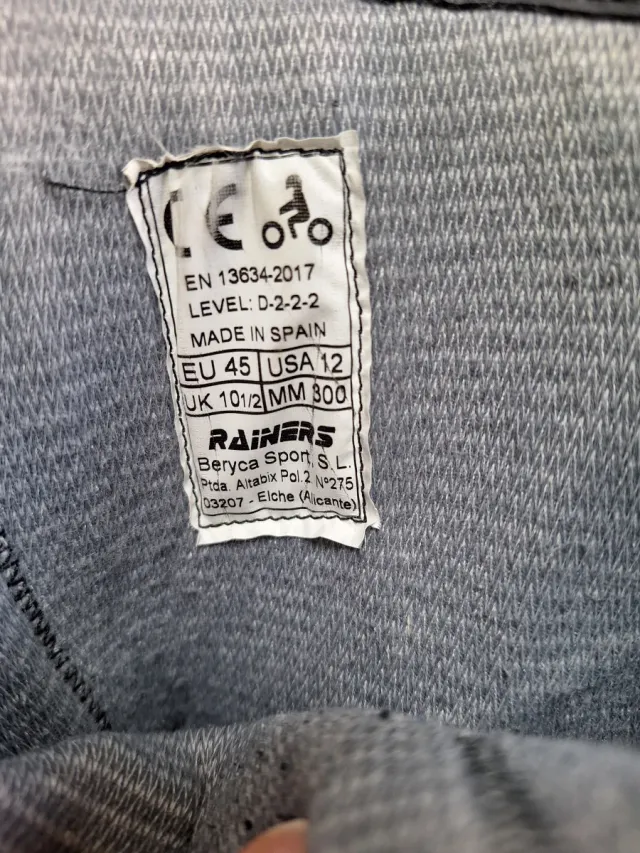 CE
EN 13634-2017
LEVEL: D-2-2-2
MADE IN SPAIN
EU 45 USA 12
UK 10 1/2 MM 300
RAINERS
Beryca Sport, S.L.
Ptda. Altabix Pol.2 Nº275
03207 - Elche (Alicante)